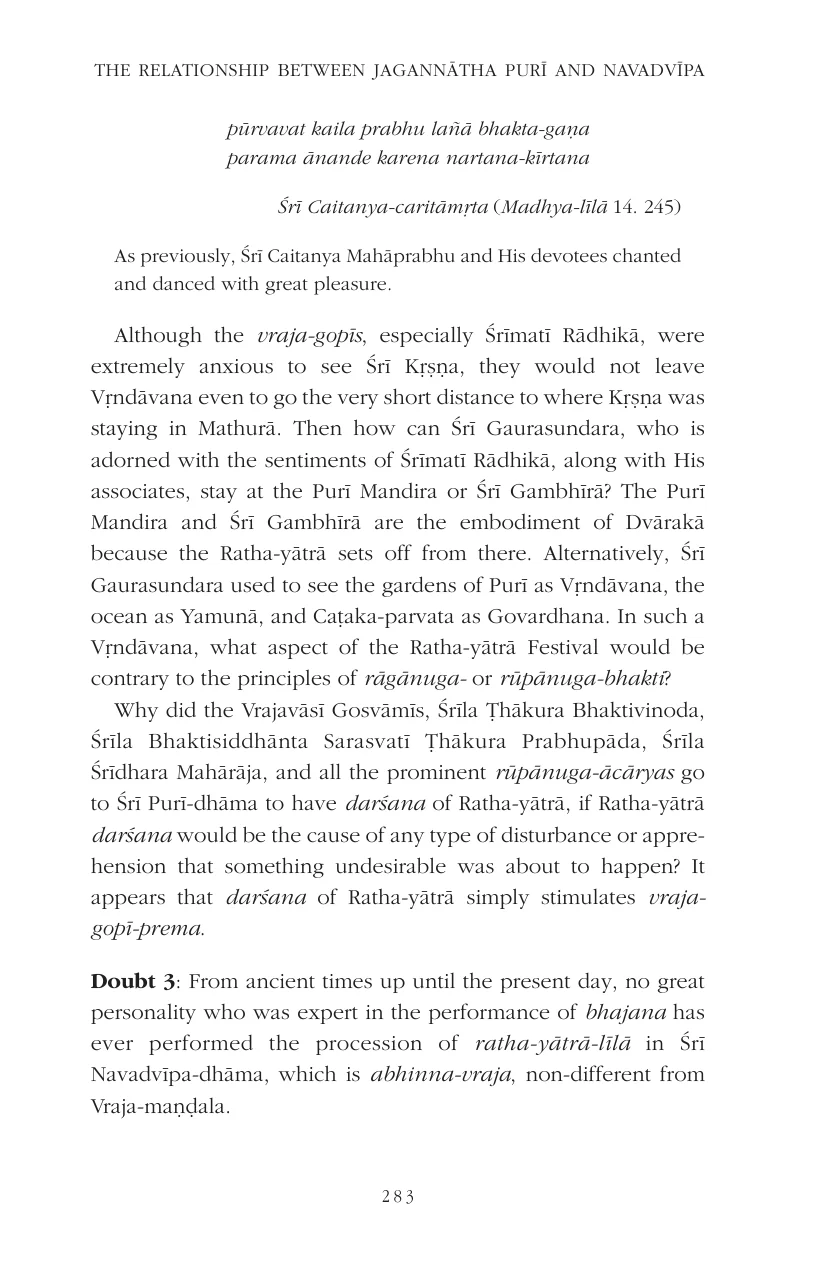 THE RELATIONSHIP BETWEEN JAGANNĀTHA PURĪ AND NAVADVĪPA
pūrvavat kaila prabhu lañā bhakta-gaṇa
parama ānande karena nartana-kīrtana
Śrī Caitanya-caritāmṛta (Madhya-līlā 14. 245)
As previously, Śrī Caitanya Mahāprabhu and His devotees chanted
and danced with great pleasure.
Although the vraja-gopīs, especially Śrīmatī Rādhikā, were
extremely anxious to see Śrī Kṛṣṇa, they would not leave
Vṛndāvana even to go the very short distance to where Kṛṣṇa was
staying in Mathurā. Then how can Śrī Gaurasundara, who is
adorned with the sentiments of Śrīmatī Rādhikā, along with His
associates, stay at the Purī Mandira or Śrī Gambhīrā? The Purī
Mandira and Śrī Gambhīrā are the embodiment of Dvārakā
because the Ratha-yātrā sets off from there. Alternatively, Śrī
Gaurasundara used to see the gardens of Purī as Vṛndāvana, the
ocean as Yamunā, and Caṭaka-parvata as Govardhana. In such a
Vṛndāvana, what aspect of the Ratha-yātrā Festival would be
contrary to the principles of rāgānuga- or rūpānuga-bhakti?
Why did the Vrajavāsī Gosvāmīs, Śrīla Ṭhākura Bhaktivinoda,
Śrīla Bhaktisiddhānta Sarasvatī Ṭhākura Prabhupāda, Śrīla
Śrīdhara Mahārāja, and all the prominent rūpānuga-ācāryas go
to Śrī Purī-dhāma to have darśana of Ratha-yātrā, if Ratha-yātrā
darśana would be the cause of any type of disturbance or appre-
hension that something undesirable was about to happen? It
appears that darśana of Ratha-yātrā simply stimulates vraja-
gopī-prema.
Doubt 3: From ancient times up until the present day, no great
personality who was expert in the performance of bhajana has
ever performed the procession of ratha-yātrā-līlā in Śrī
Navadvīpa-dhāma, which is abhinna-vraja, non-different from
Vraja-maṇḍala.
283